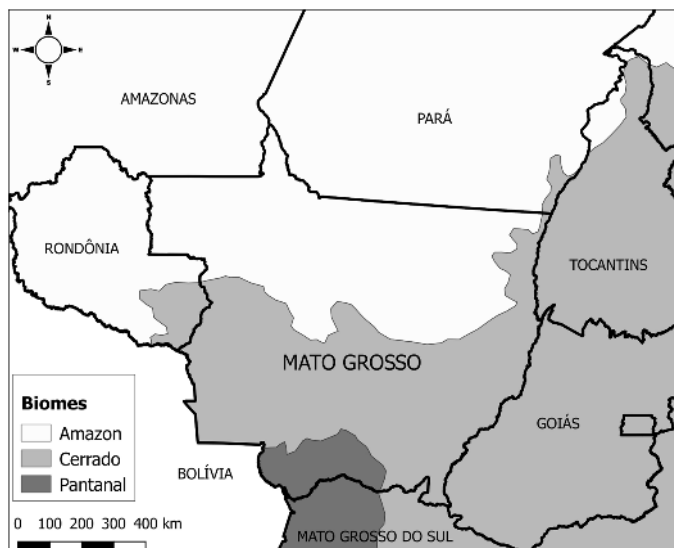 N
W E
S
AMAZONAS
PARÁ
RONDÔNIA
TOCANTINS
MATO GROSSO
GOIÁS
BOLÍVIA
MATO GROSSO DO SUL
Biomes
Amazon
Cerrado
Pantanal
0 100 200 300 400 km